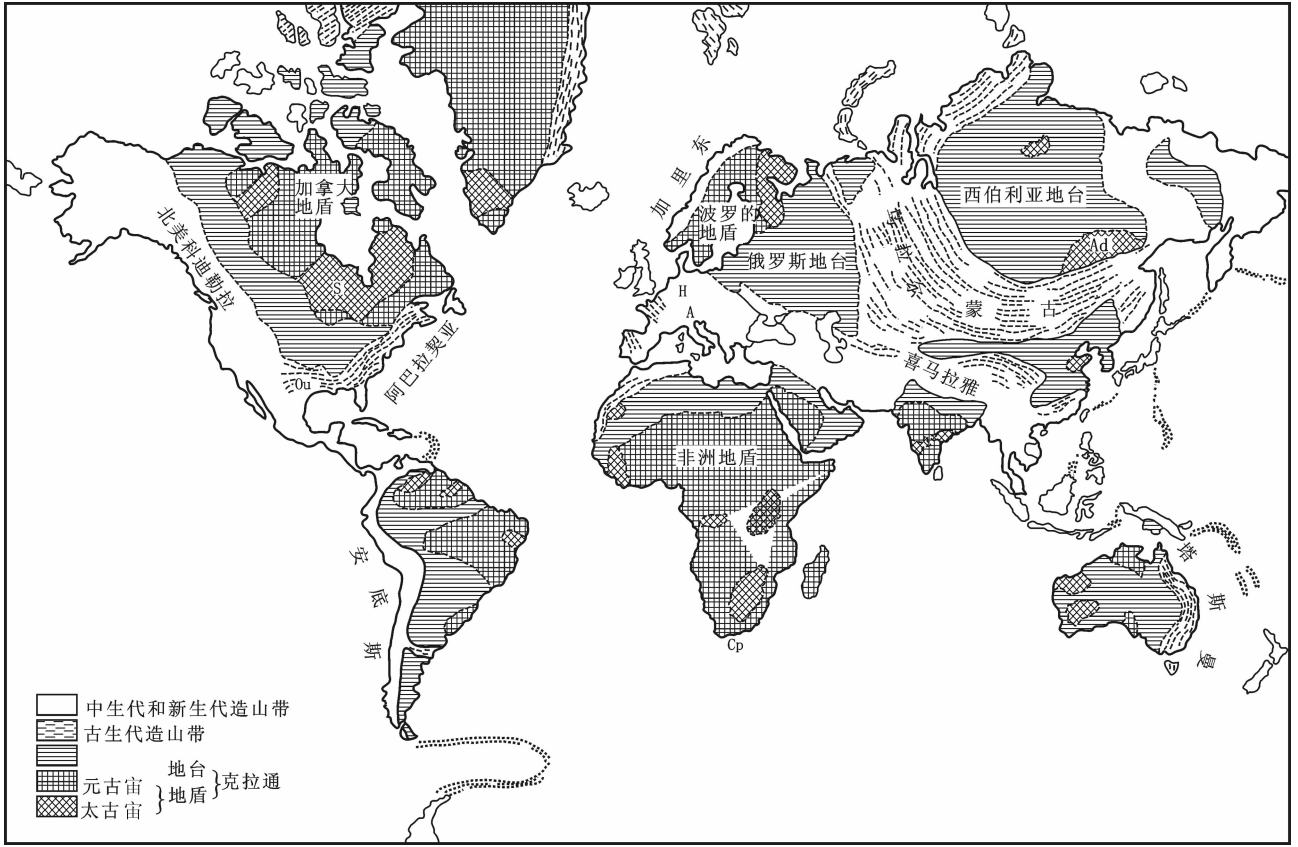 加里东
加拿大
地盾
波罗的
地盾
西伯利亚地台
北美科迪勒拉
俄罗斯地台
乌拉尔
Ad
S
H
A
蒙古
阿巴拉契亚
喜马拉雅
Ou
非洲地盾
安底斯
塔斯曼
Cp
中生代和新生代造山带
古生代造山带
地台
元古宙
地盾
克拉通
太古宙